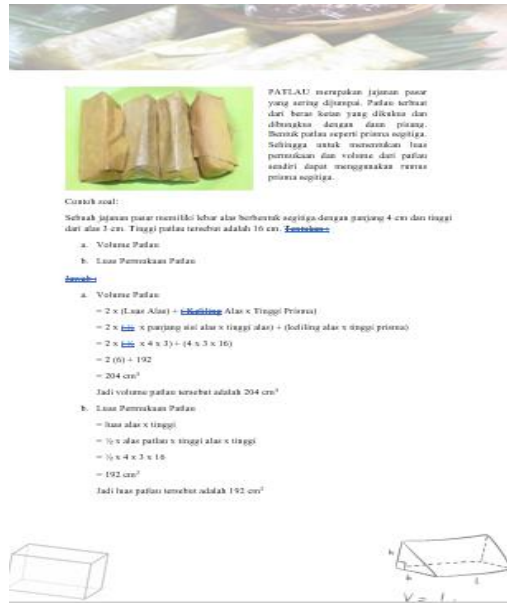 PATLAU merupakan jajanan pasar
yang sering dijumpai. Patlau terbuat
dari beras ketan yang dikukus dan
dibungkus dengan daun pisang.
Bentuk patlau seperti prisma segitiga.
Sehingga untuk menentukan luas
permukaan dan volume dari patlau
sendiri dapat menggunakan rumus
prisma segitiga.
Contoh soal:
Sebuah jajanan pasar memiliki lebar alas berbentuk segitiga dengan panjang 4 cm dan tinggi
dari alas 3 cm. Tinggi patlau tersebut adalah 16 cm. Tentukan :
a. Volume Patlau
b. Luas Permukaan Patlau
Jawab :
a. Volume Patlau
= 2 x (Luas Alas) + ( Keliling Alas x Tinggi Prisma)
= 2 x ( ½ x panjang sisi alas x tinggi alas) + (keliling alas x tinggi prisma)
= 2 x ( ½ x 4 x 3) + (4 x 3 x 16)
= 2 (6) + 192
= 204 cm³
Jadi volume patlau tersebut adalah 204 cm³
b. Luas Permukaan Patlau
= luas alas x tinggi
= ½ x alas patlau x tinggi alas x tinggi
= ½ x 4 x 3 x 16
= 192 cm²
Jadi luas patlau tersebut adalah 192 cm²
h
b
l
V = 1